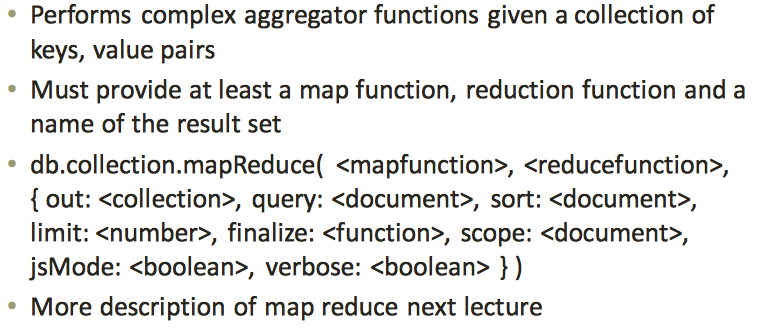 • Performs complex aggregator functions given a collection of
keys, value pairs
• Must provide at least a map function, reduction function and a
name of the result set
• db.collection.mapReduce( <mapfunction>, <reducefunction>,
{ out: <collection>, query: <document>, sort: <document>,
limit: <number>, finalize: <function>, scope: <document>,
jsMode: <boolean>, verbose: <boolean> } )
• More description of map reduce next lecture